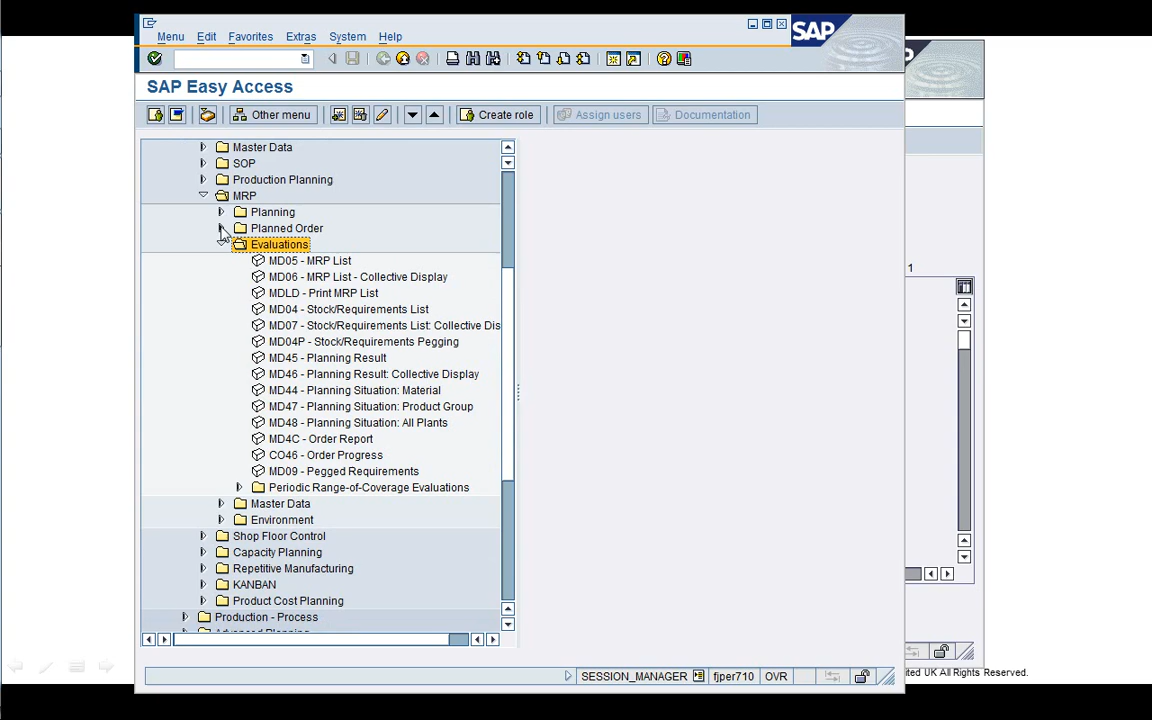 Menu Edit Favorites Extras System Help
SAP
SAP Easy Access
Other menu Create role Assign users Documentation
Master Data
SOP
Production Planning
MRP
Planning
Planned Order
Evaluations
MD05 - MRP List
MD06 - MRP List - Collective Display
MDLD - Print MRP List
MD04 - Stock/Requirements List
MD07 - Stock/Requirements List: Collective Dis
MD04P - Stock/Requirements Pegging
MD45 - Planning Result
MD46 - Planning Result: Collective Display
MD44 - Planning Situation: Material
MD47 - Planning Situation: Product Group
MD48 - Planning Situation: All Plants
MD4C - Order Report
CO46 - Order Progress
MD09 - Pegged Requirements
Periodic Range-of-Coverage Evaluations
Master Data
Environment
Shop Floor Control
Capacity Planning
Repetitive Manufacturing
KANBAN
Product Cost Planning
Production - Process
1
SESSION_MANAGER fjper710 OVR
ited UK All Rights Reserved.